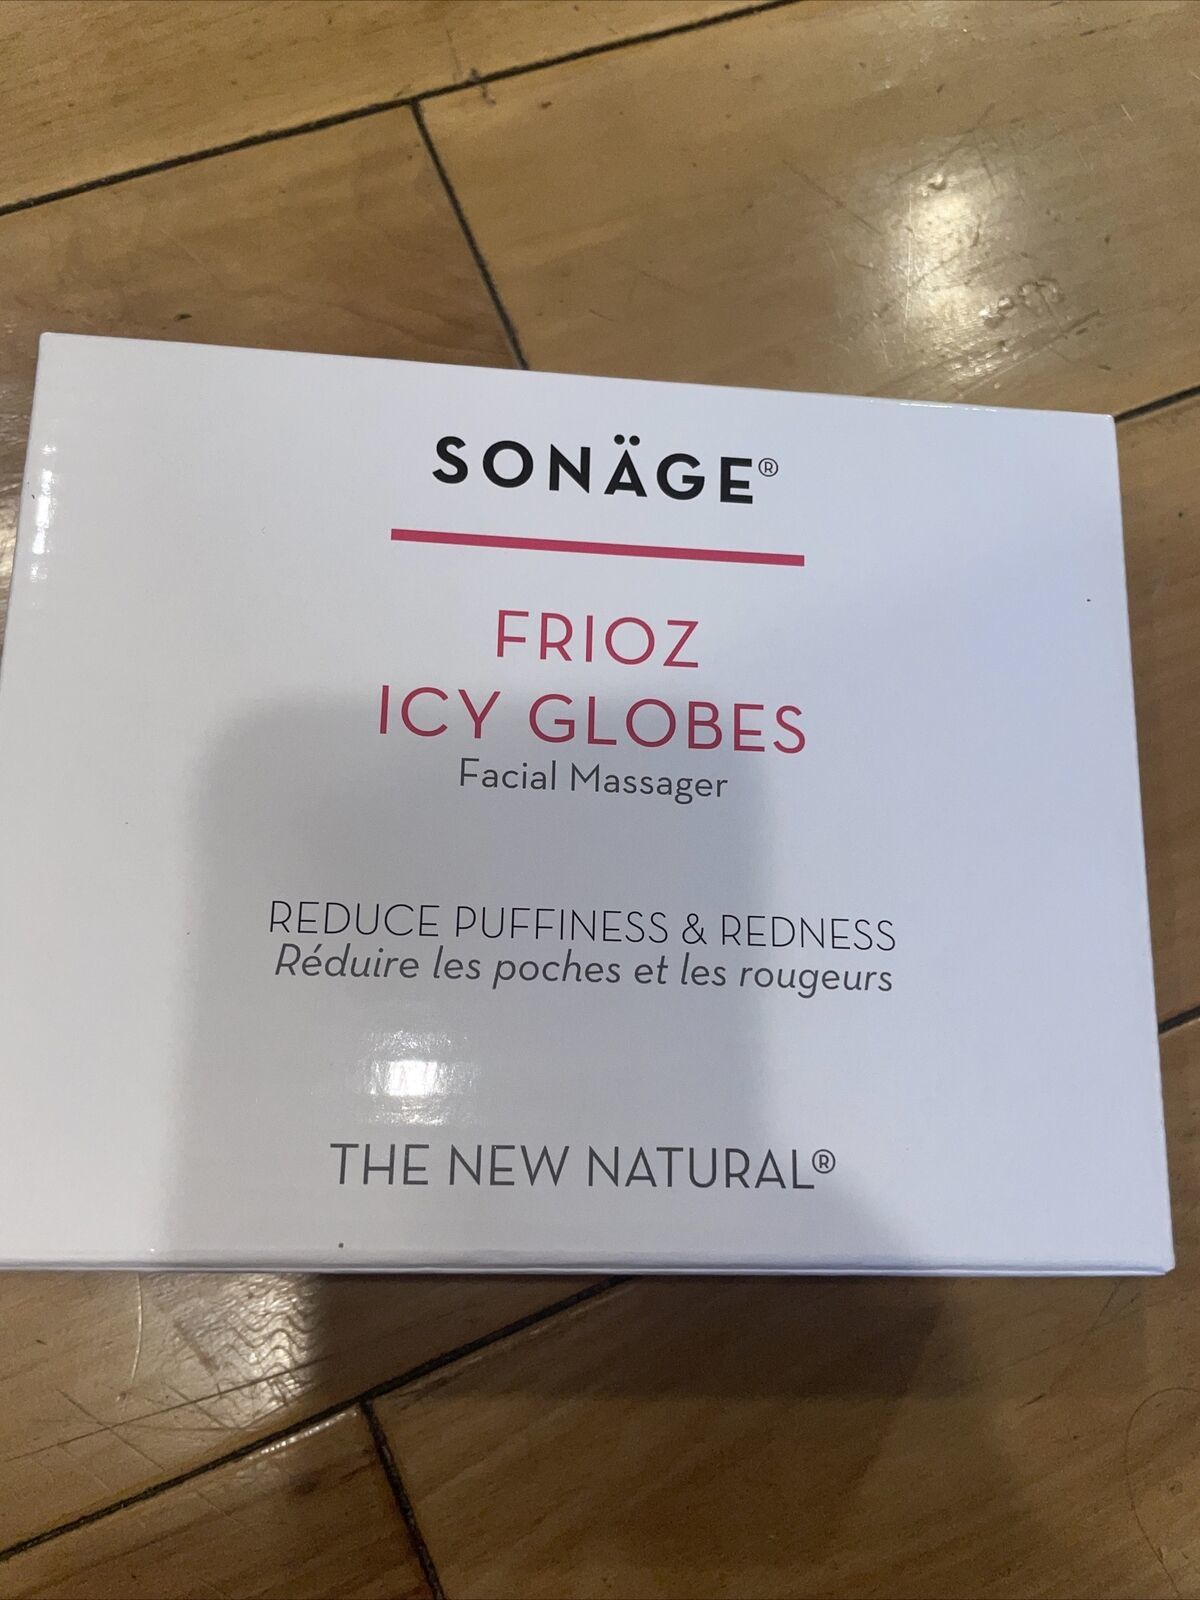 SONÄGE®
FRIOZ
ICY GLOBES
Facial Massager
REDUCE PUFFINESS & REDNESS
Réduire les poches et les rougeurs
THE NEW NATURAL®